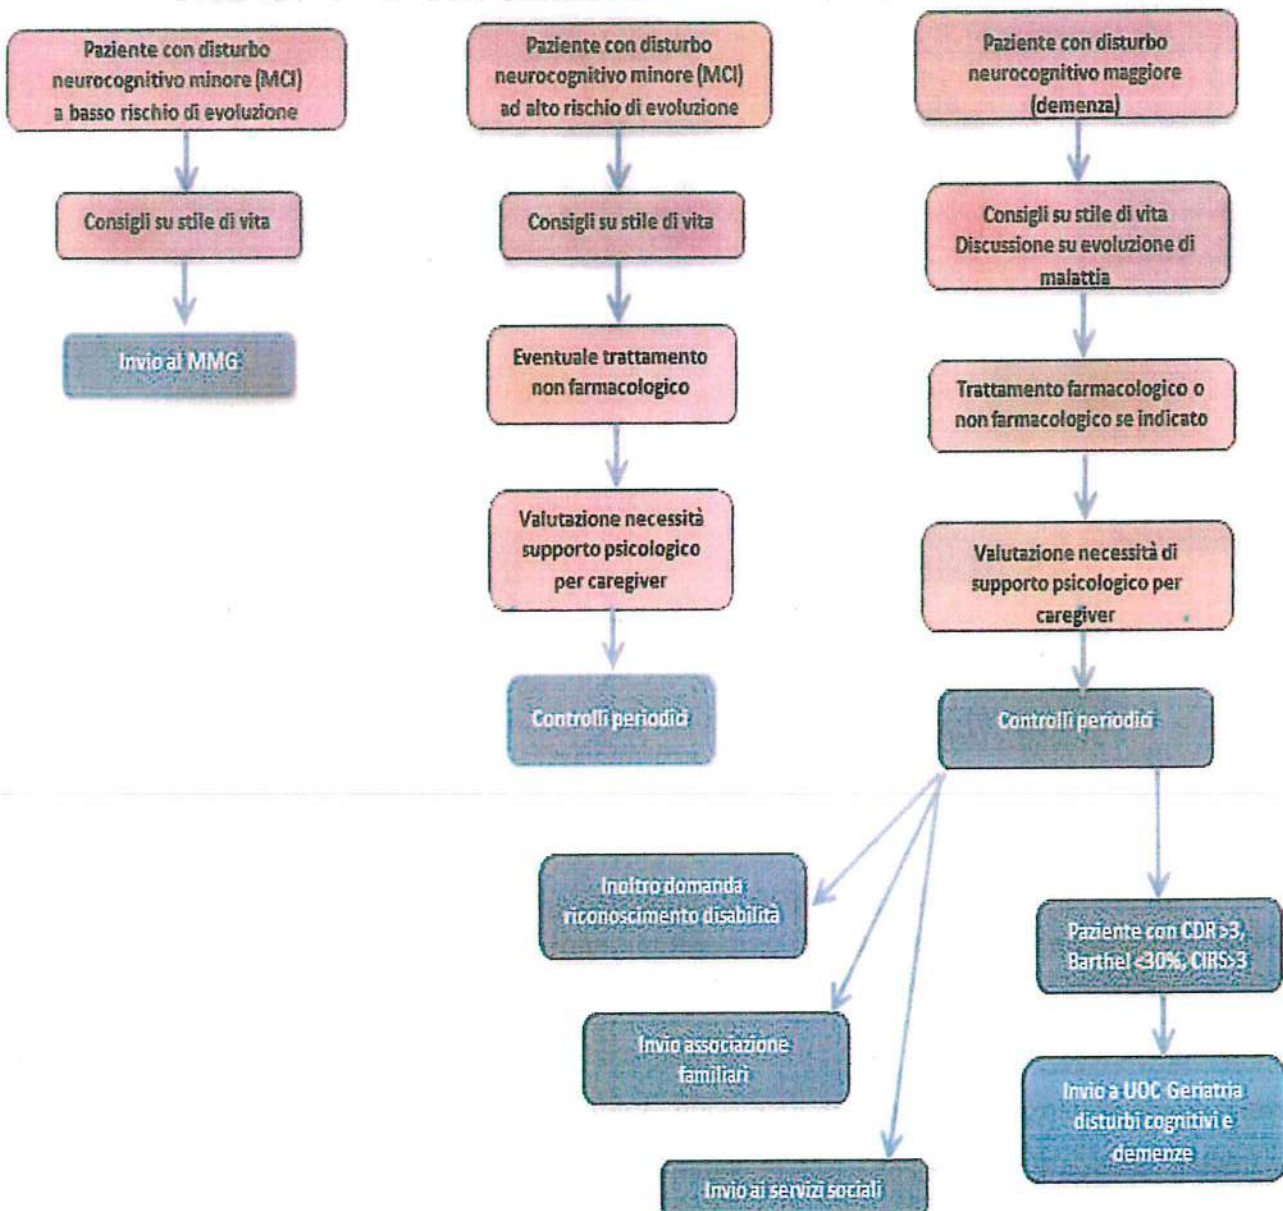 Paziente con disturbo
neurocognitivo minore (MCI)
a basso rischio di evoluzione
Consigli su stile di vita
Invio al MMG
Paziente con disturbo
neurocognitivo minore (MCI)
ad alto rischio di evoluzione
Consigli su stile di vita
Eventuale trattamento
non farmacologico
Valutazione necessità
supporto psicologico
per caregiver
Controlli periodici
Paziente con disturbo
neurocognitivo maggiore
(demenza)
Consigli su stile di vita
Discussione su evoluzione di
malattia
Trattamento farmacologico o
non farmacologico se indicato
Valutazione necessità di
supporto psicologico per
caregiver
Controlli periodici
Inoltro domanda
riconoscimento disabilità
Invio associazione
familiari
Invio ai servizi sociali
Paziente con CDR >3,
Barthel <30%, CIRS>3
Invio a UOC Geriatria
disturbi cognitivi e
demenze